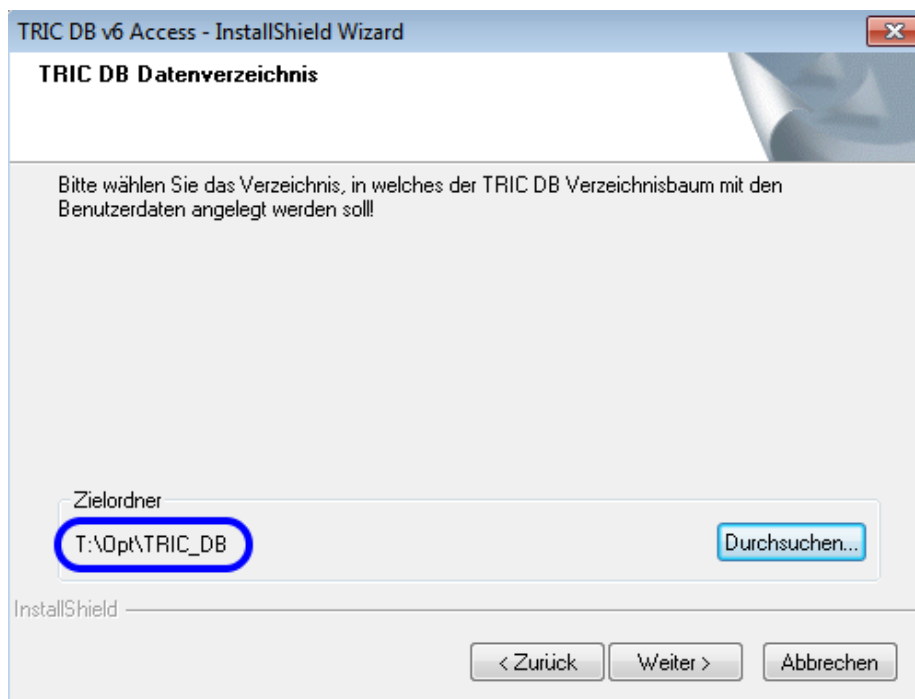 TRIC DB v6 Access - InstallShield Wizard
TRIC DB Datenverzeichnis
Bitte wählen Sie das Verzeichnis, in welches der TRIC DB Verzeichnisbaum mit den
Benutzerdaten angelegt werden soll!
Zielordner
T:\Opt\TRIC_DB
Durchsuchen...
InstallShield
< Zurück
Weiter >
Abbrechen